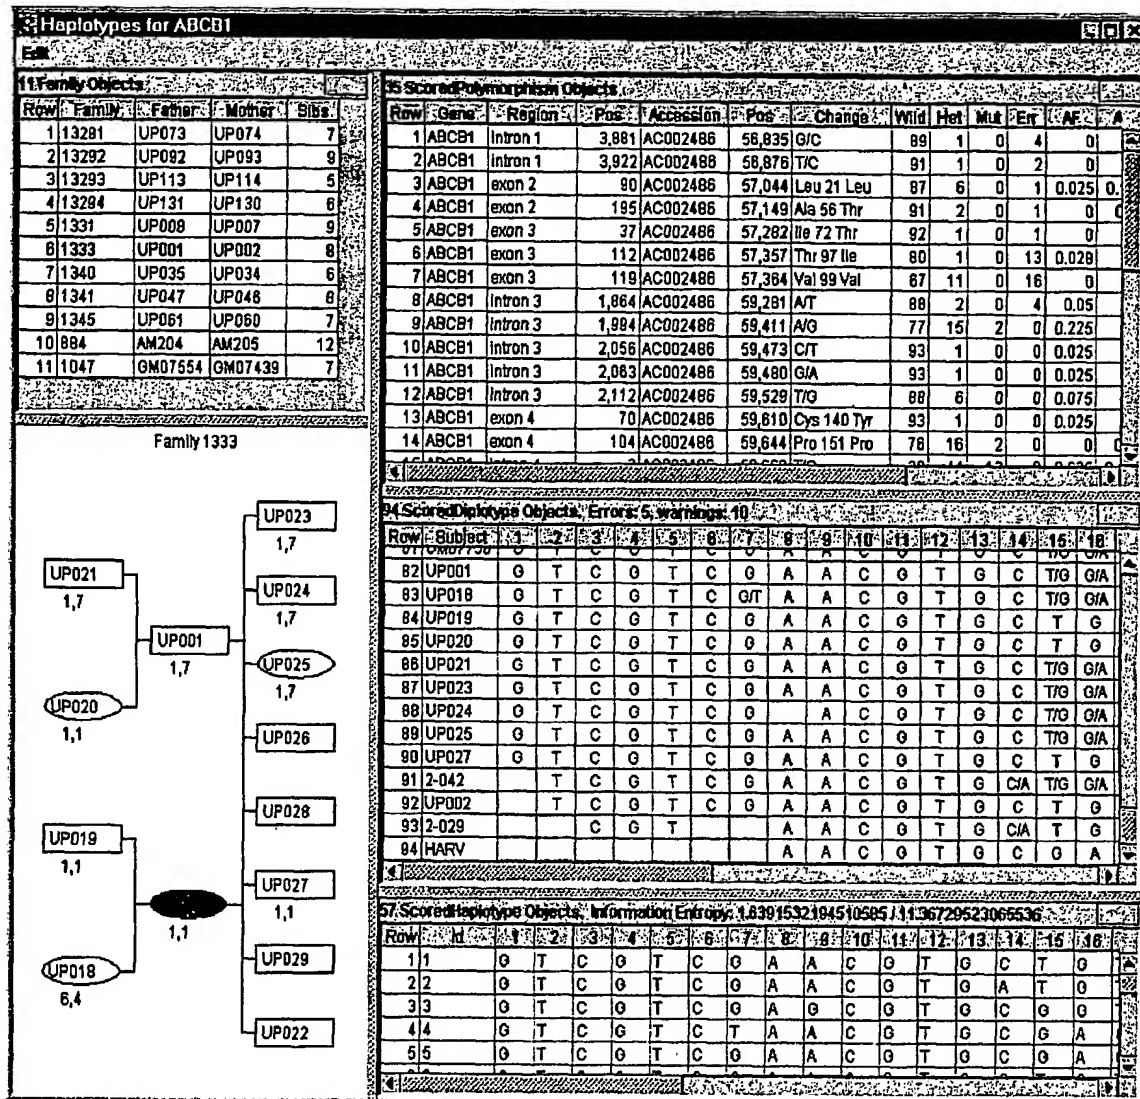 Haplotypes for ABCB1
Edit
11 Family Objects
Row Family Father Mother Sibs
1 13281 UP073 UP074 7
2 13292 UP092 UP093 9
3 13293 UP113 UP114 5
4 13294 UP131 UP130 6
5 1331 UP008 UP007 9
6 1333 UP001 UP002 8
7 1340 UP035 UP034 6
8 1341 UP047 UP046 8
9 1345 UP061 UP060 7
10 884 AM204 AM205 12
11 1047 GM07554 GM07439 7
35 ScoredPolymorphism Objects
Row Gene Region Pos Accession Pos Change Wild Het Mut Err AF A
1 ABCB1 intron 1 3,881 AC002486 56,835 G/C 89 1 0 4 0
2 ABCB1 intron 1 3,922 AC002486 56,876 T/C 91 1 0 2 0
3 ABCB1 exon 2 90 AC002486 57,044 Leu 21 Leu 87 6 0 1 0.025 0.
4 ABCB1 exon 2 195 AC002486 57,149 Ala 56 Thr 91 2 0 1 0
5 ABCB1 exon 3 37 AC002486 57,282 Ile 72 Thr 92 1 0 1 0
6 ABCB1 exon 3 112 AC002486 57,357 Thr 97 Ile 80 1 0 13 0.028
7 ABCB1 exon 3 119 AC002486 57,364 Val 99 Val 67 11 0 16 0
8 ABCB1 intron 3 1,864 AC002486 59,281 A/T 88 2 0 4 0.05
9 ABCB1 intron 3 1,994 AC002486 59,411 A/G 77 15 2 0 0.225
10 ABCB1 intron 3 2,056 AC002486 59,473 C/T 93 1 0 0 0.025
11 ABCB1 intron 3 2,063 AC002486 59,480 G/A 93 1 0 0 0.025
12 ABCB1 intron 3 2,112 AC002486 59,529 T/G 88 6 0 0 0.075
13 ABCB1 exon 4 70 AC002486 59,610 Cys 140 Tyr 93 1 0 0 0.025
14 ABCB1 exon 4 104 AC002486 59,644 Pro 151 Pro 76 16 2 0 0
Family 1333
UP023
1,7
UP021
1,7
UP024
1,7
UP001
1,7
UP025
1,7
UP020
1,1
UP026
UP028
UP019
1,1
UP027
1,1
1,1
UP029
UP018
6,4
UP022
94 ScoredDiplotype Objects, Errors: 5, warnings: 10
Row Subject 1 2 3 4 5 6 7 8 9 10 11 12 13 14 15 16
82 UP001 G T C G T C G A A C G T G C T/G G/A
83 UP018 G T C G T C G/T A A C G T G C T/G G/A
84 UP019 G T C G T C G A A C G T G C T G
85 UP020 G T C G T C G A A C G T G C T G
86 UP021 G T C G T C G A A C G T G C T/G G/A
87 UP023 G T C G T C G A A C G T G C T/G G/A
88 UP024 G T C G T C G A C G T G C T/G G/A
89 UP025 G T C G T C G A A C G T G C T/G G/A
90 UP027 G T C G T C G A A C G T G C T G
91 2-042 T C G T C G A A C G T G C/A T/G G/A
92 UP002 T C G T C G A A C G T G C T G
93 2-029 C G T A A C G T G C/A T G
94 HARV A A C G T G C G A
57 ScoredHaplotype Objects, Information Entropy: 1.6391532194510585 / 11.36729523065536
Row Id 1 2 3 4 5 6 7 8 9 10 11 12 13 14 15 16
1 1 G T C G T C G A A C G T G C T G
2 2 G T C G T C G A A C G T G A T G
3 3 G T C G T C G A G C G T G C G G
4 4 G T C G T C T A A C G T G C G A
5 5 G T C G T C G A A C G T G C G A